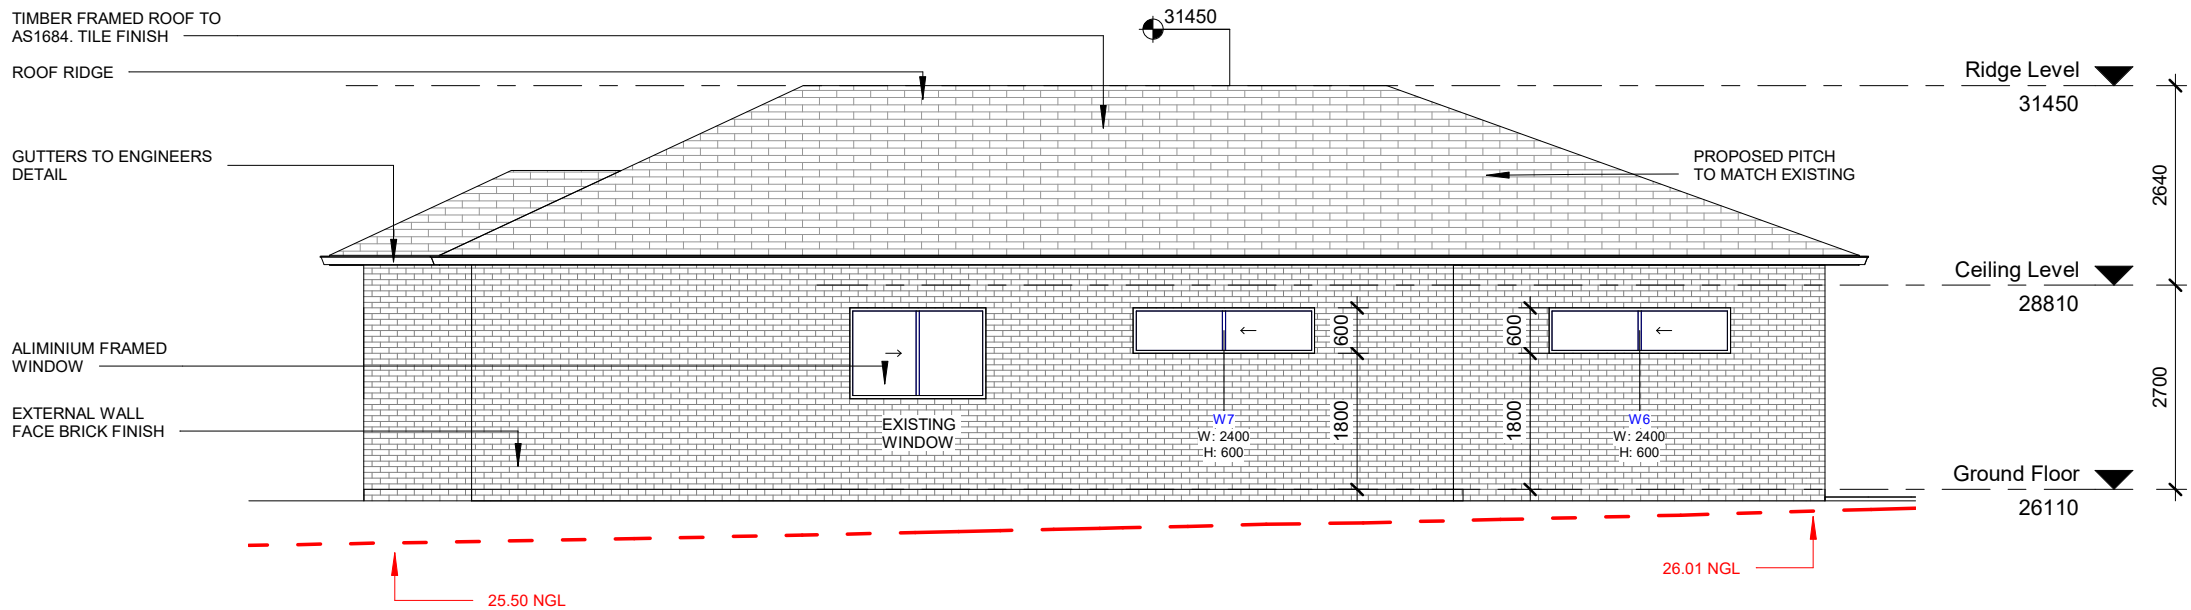 TIMBER FRAMED ROOF TO
AS1684. TILE FINISH
ROOF RIDGE
GUTTERS TO ENGINEERS
DETAIL
ALIMINIUM FRAMED
WINDOW
EXTERNAL WALL
FACE BRICK FINISH
31450
PROPOSED PITCH
TO MATCH EXISTING
EXISTING
WINDOW
W7
W: 2400
H: 600
600
1800
600
1800
W6
W: 2400
H: 600
Ridge Level
31450
2640
Ceiling Level
28810
2700
Ground Floor
26110
25.50 NGL
26.01 NGL